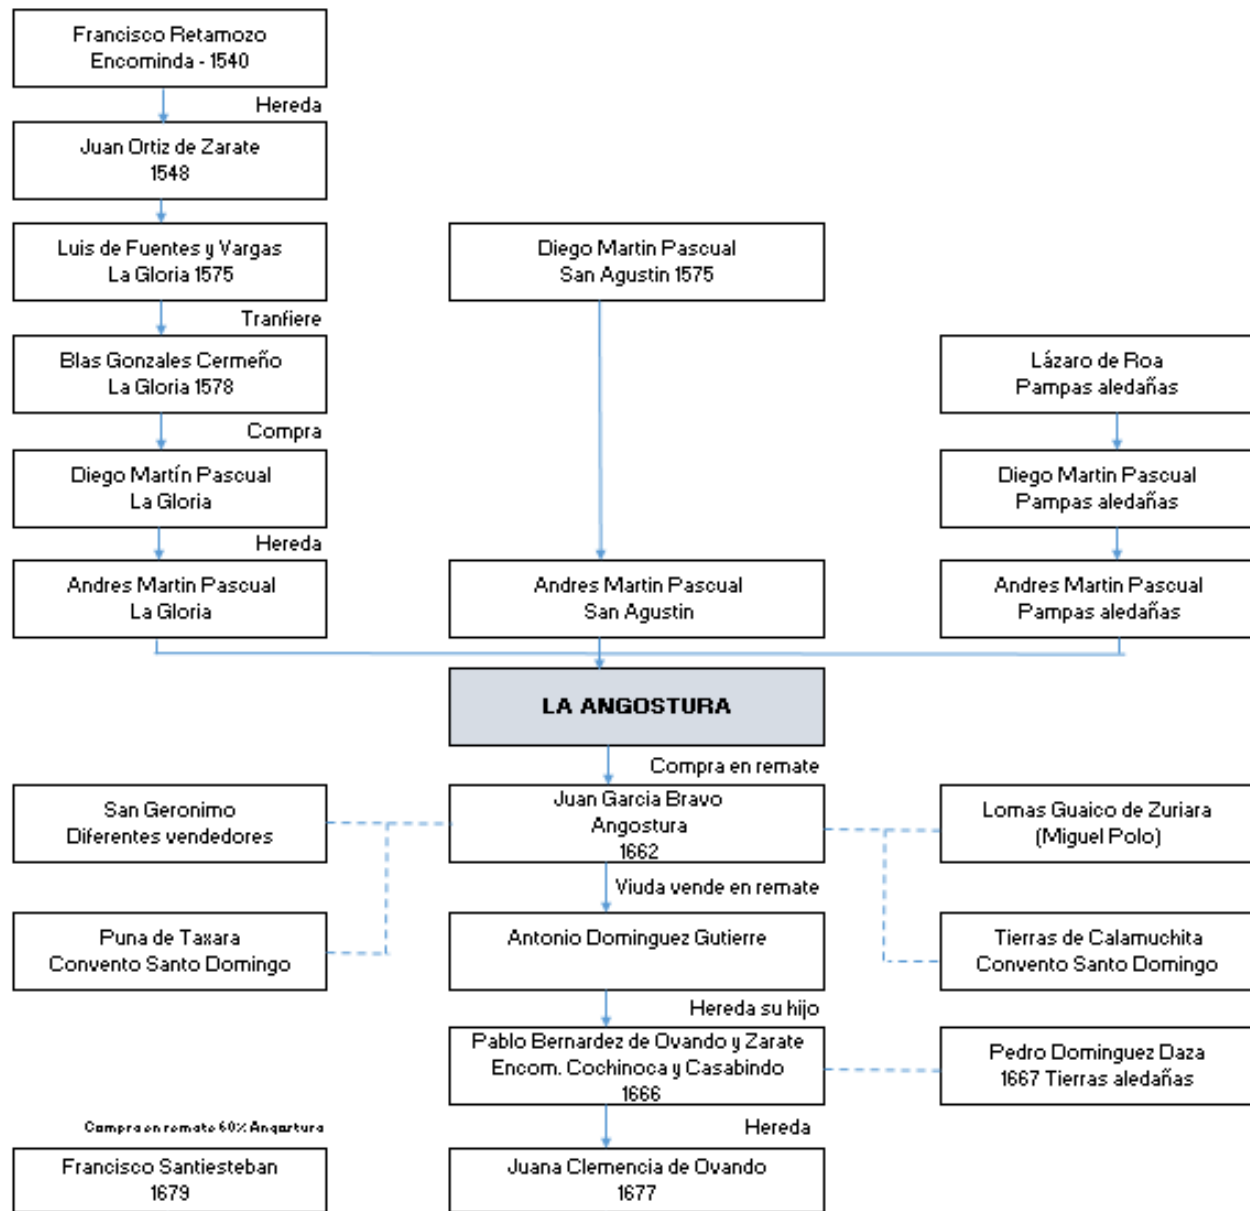 Francisco Retamozo
Encominda - 1540
Hereda
Juan Ortiz de Zarate
1548
Luis de Fuentes y Vargas
La Gloria 1575
Diego Martin Pascual
San Agustin 1575
Tranfiere
Blas Gonzales Cermeño
La Gloria 1578
Lázaro de Roa
Pampas aledañas
Compra
Diego Martín Pascual
La Gloria
Diego Martin Pascual
Pampas aledañas
Hereda
Andres Martin Pascual
La Gloria
Andres Martin Pascual
San Agustin
Andres Martin Pascual
Pampas aledañas
LA ANGOSTURA
Compra en remate
San Geronimo
Diferentes vendedores
Juan Garcia Bravo
Angostura
1662
Lomas Guaico de Zuriara
(Miguel Polo)
Viuda vende en remate
Puna de Taxara
Convento Santo Domingo
Antonio Dominguez Gutierre
Tierras de Calamuchita
Convento Santo Domingo
Hereda su hijo
Pablo Bernardez de Ovando y Zarate
Encom. Cochinoca y Casabindo
1666
Pedro Dominguez Daza
1667 Tierras aledañas
Compra en remate 60% Angostura
Hereda
Francisco Santiesteban
1679
Juana Clemencia de Ovando
1677